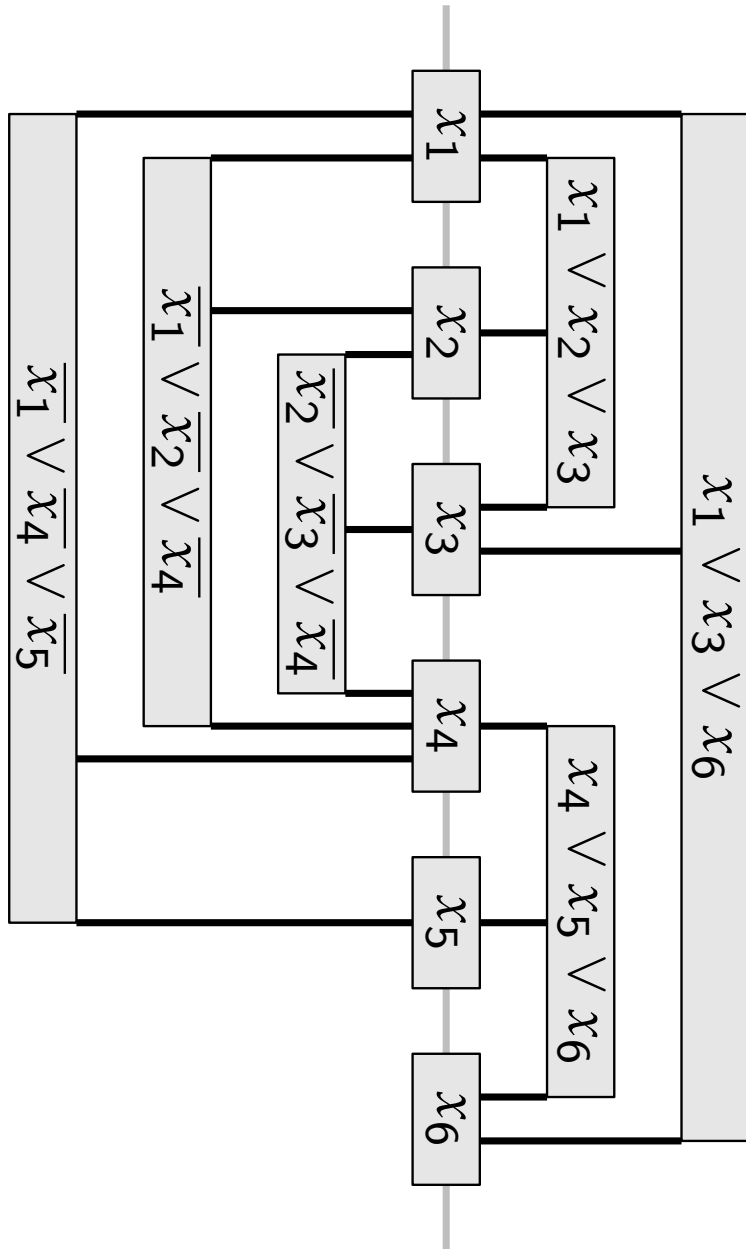 x₁ ∨ x₃ ∨ x₆
x₁ ∨ x₂ ∨ x₃
x₄ ∨ x₅ ∨ x₆
x₁
x₂
x₃
x₄
x₅
x₆
x̅₂ ∨ x̅₃ ∨ x̅₄
x̅₁ ∨ x̅₂ ∨ x̅₄
x̅₁ ∨ x̅₄ ∨ x̅₅